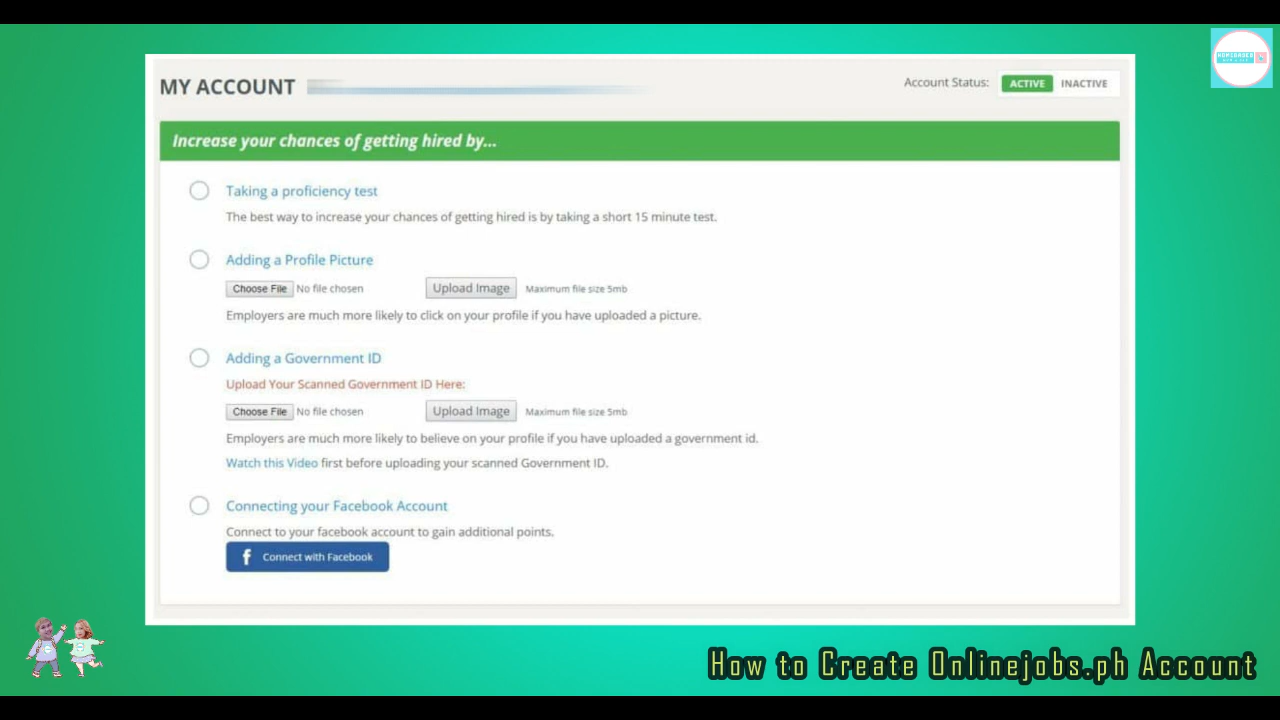 MY ACCOUNT
Account Status: ACTIVE INACTIVE
Increase your chances of getting hired by...
Taking a proficiency test
The best way to increase your chances of getting hired is by taking a short 15 minute test.
Adding a Profile Picture
Choose File No file chosen Upload Image Maximum file size 5mb
Employers are much more likely to click on your profile if you have uploaded a picture.
Adding a Government ID
Upload Your Scanned Government ID Here:
Choose File No file chosen Upload Image Maximum file size 5mb
Employers are much more likely to believe on your profile if you have uploaded a government id.
Watch this Video first before uploading your scanned Government ID.
Connecting your Facebook Account
Connect to your facebook account to gain additional points.
f Connect with Facebook
How to Create Onlinejobs.ph Account